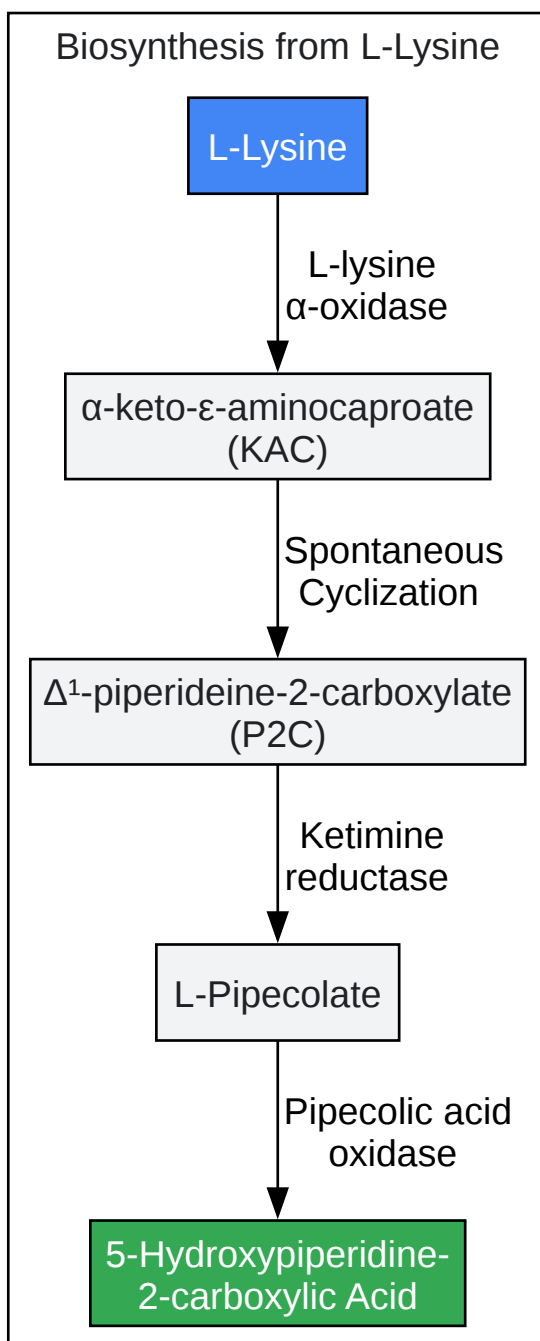 Biosynthesis from L-Lysine
L-Lysine
L-lysine
α-oxidase
α-keto-ε-aminocaproate
(KAC)
Spontaneous
Cyclization
Δ¹-piperideine-2-carboxylate
(P2C)
Ketimine
reductase
L-Pipecolate
Pipecolic acid
oxidase
5-Hydroxypiperidine-
2-carboxylic Acid